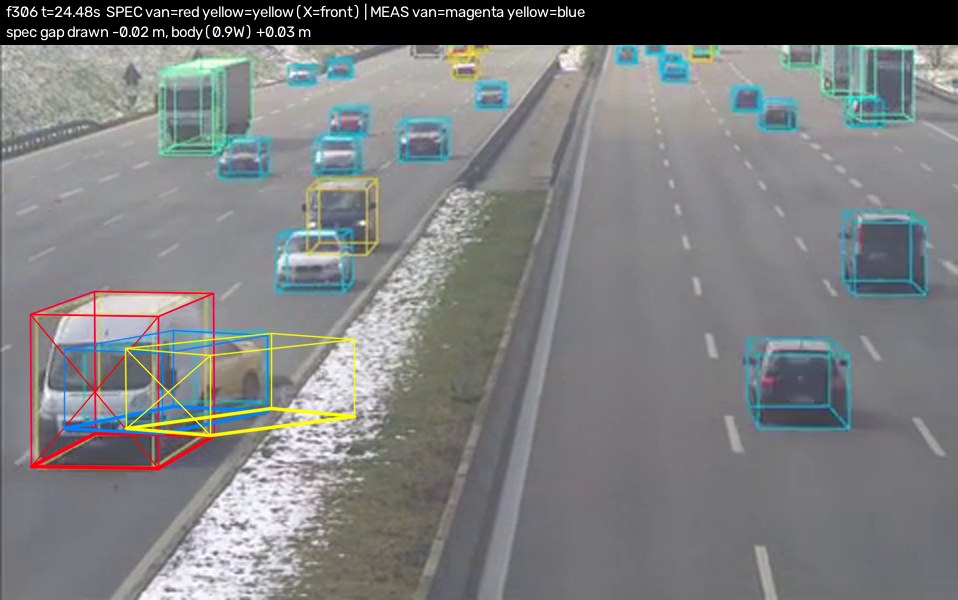 f306 t=24.48s SPEC van=red yellow=yellow (X=front) | MEAS van=magenta yellow=blue
spec gap drawn -0.02 m, body (0.9W) +0.03 m